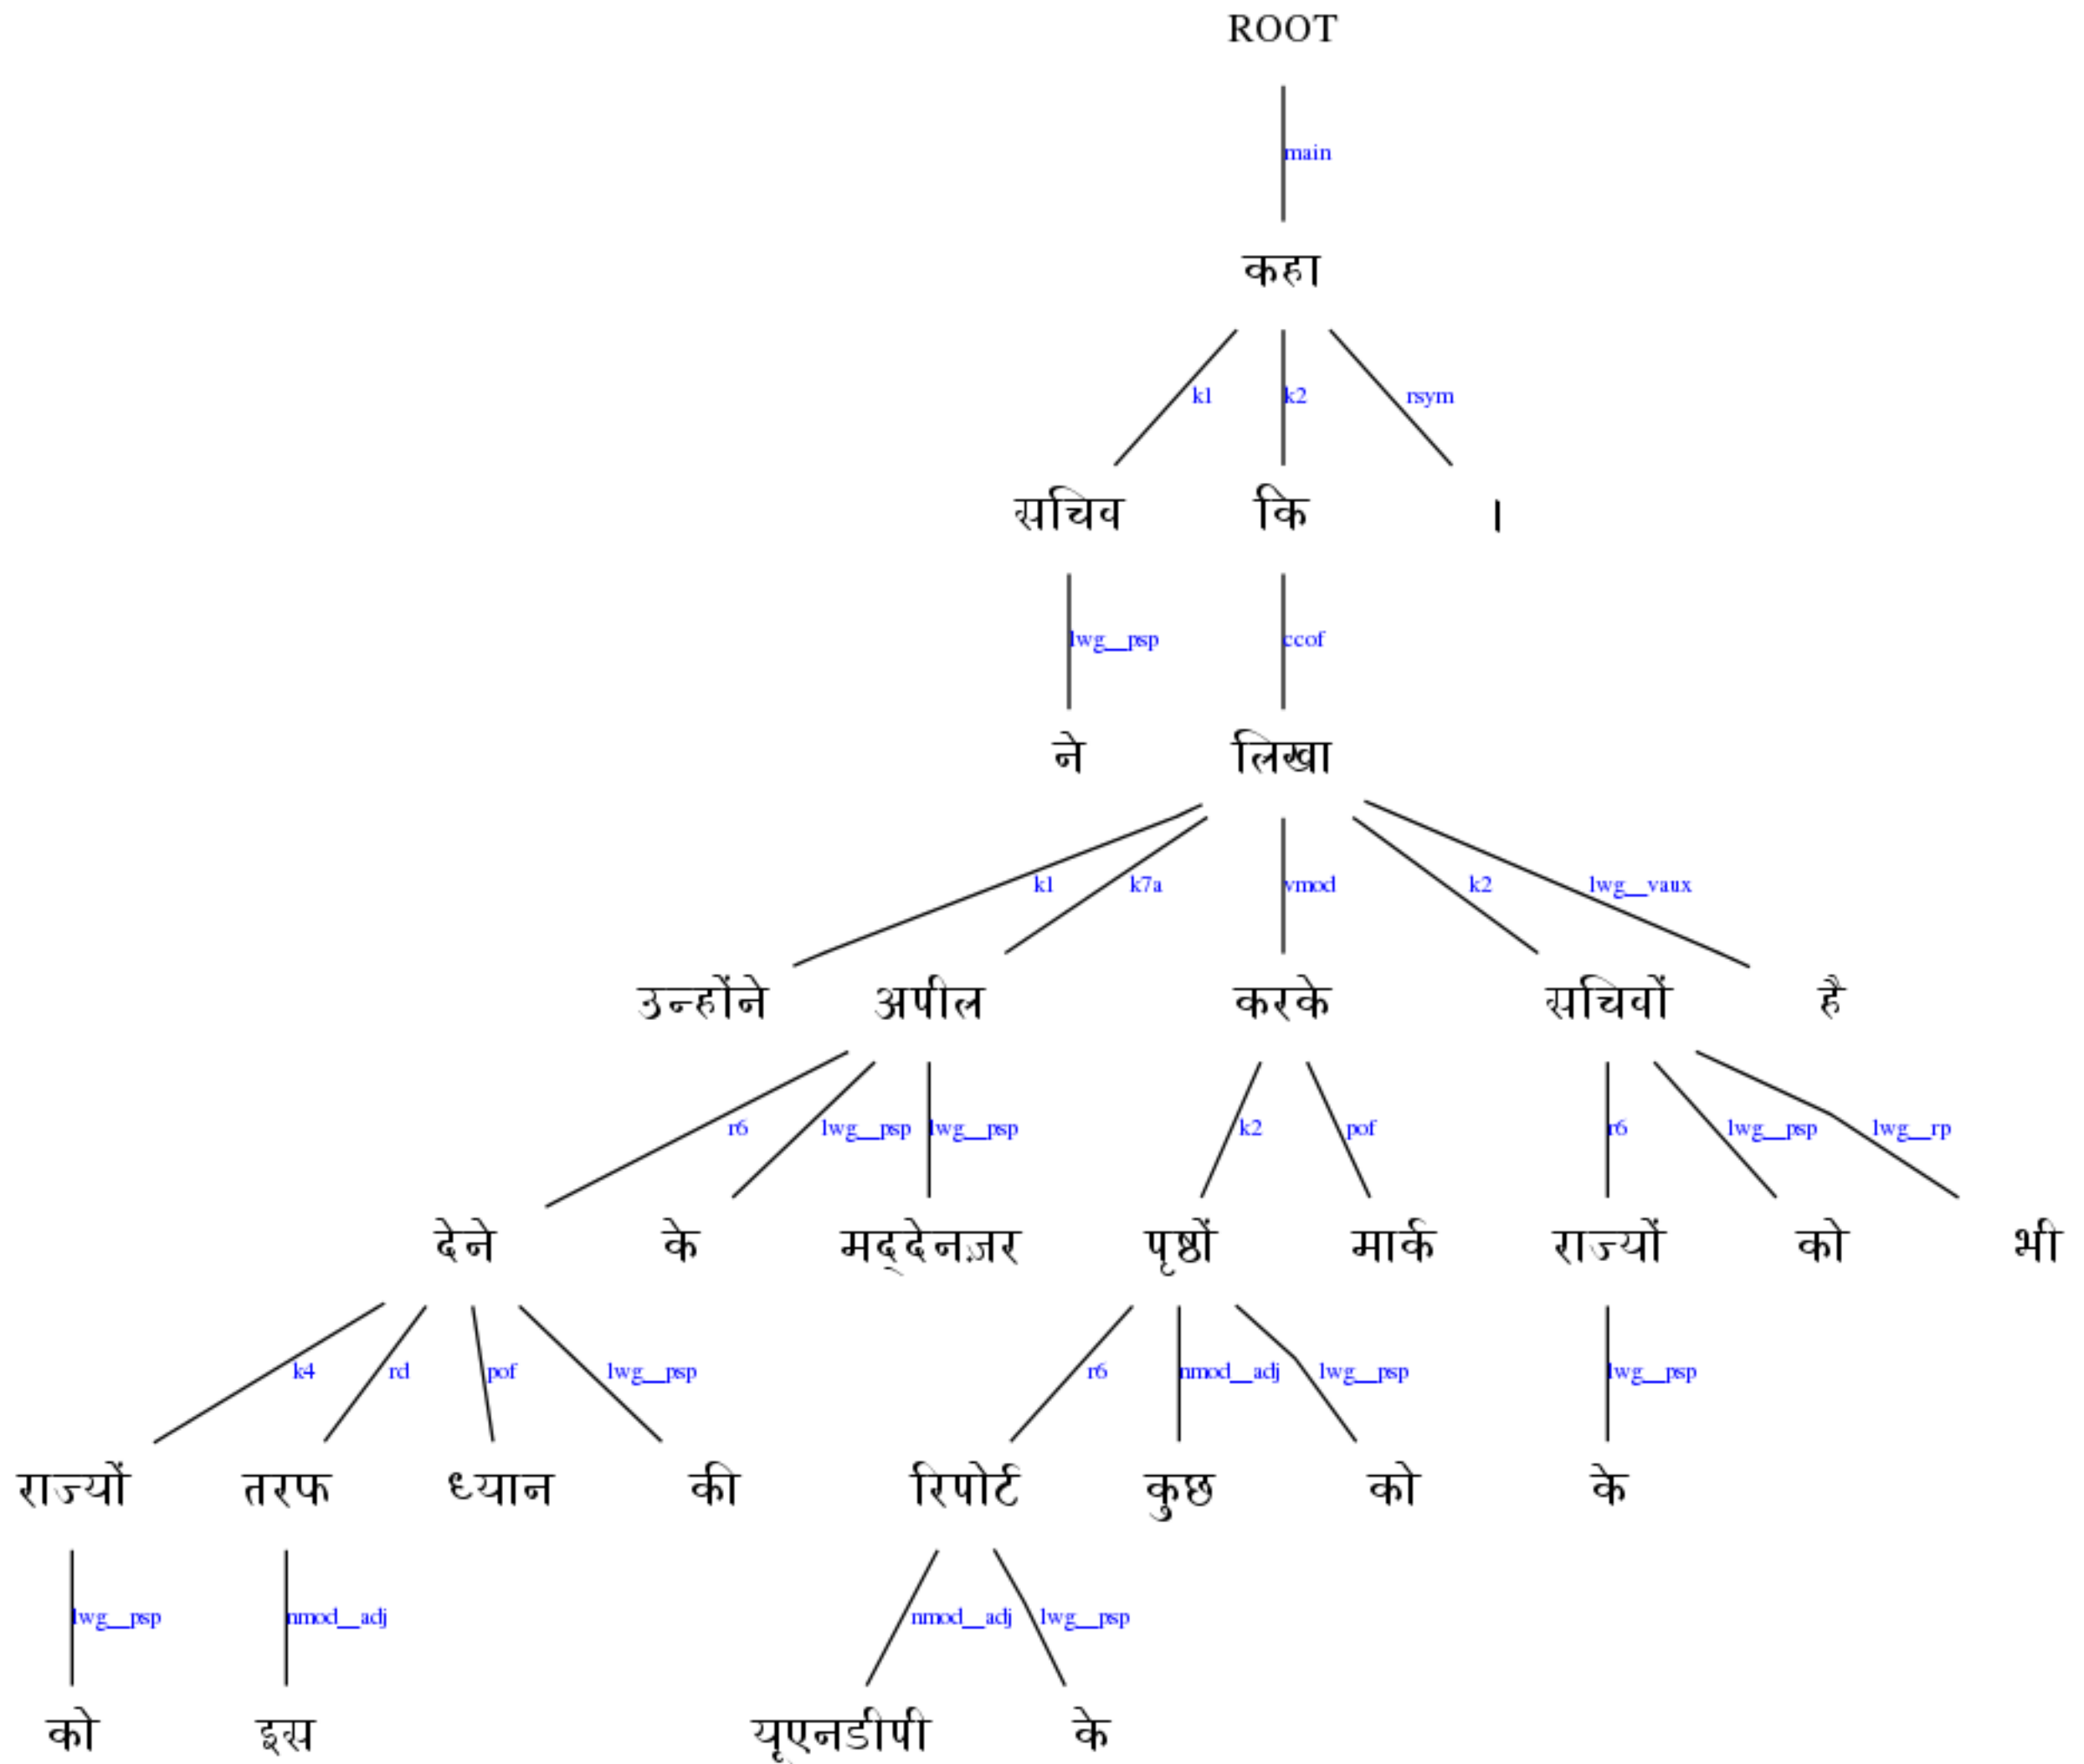 ROOT
main
कहा
k1 k2 rsym
सचिव कि ।
lwg__psp ccof
ने लिखा
k1 k7a vmod k2 lwg__vaux
उन्होंने अपील करके सचिवों है
r6 lwg__psp lwg__psp k2 pof r6 lwg__psp lwg__rp
देने के मद्देनज़र पृष्ठों मार्क राज्यों को भी
k4 rd pof lwg__psp r6 nmod__adj lwg__psp lwg__psp
राज्यों तरफ ध्यान की रिपोर्ट कुछ को के
lwg__psp nmod__adj nmod__adj lwg__psp
को इस यूएनडीपी के